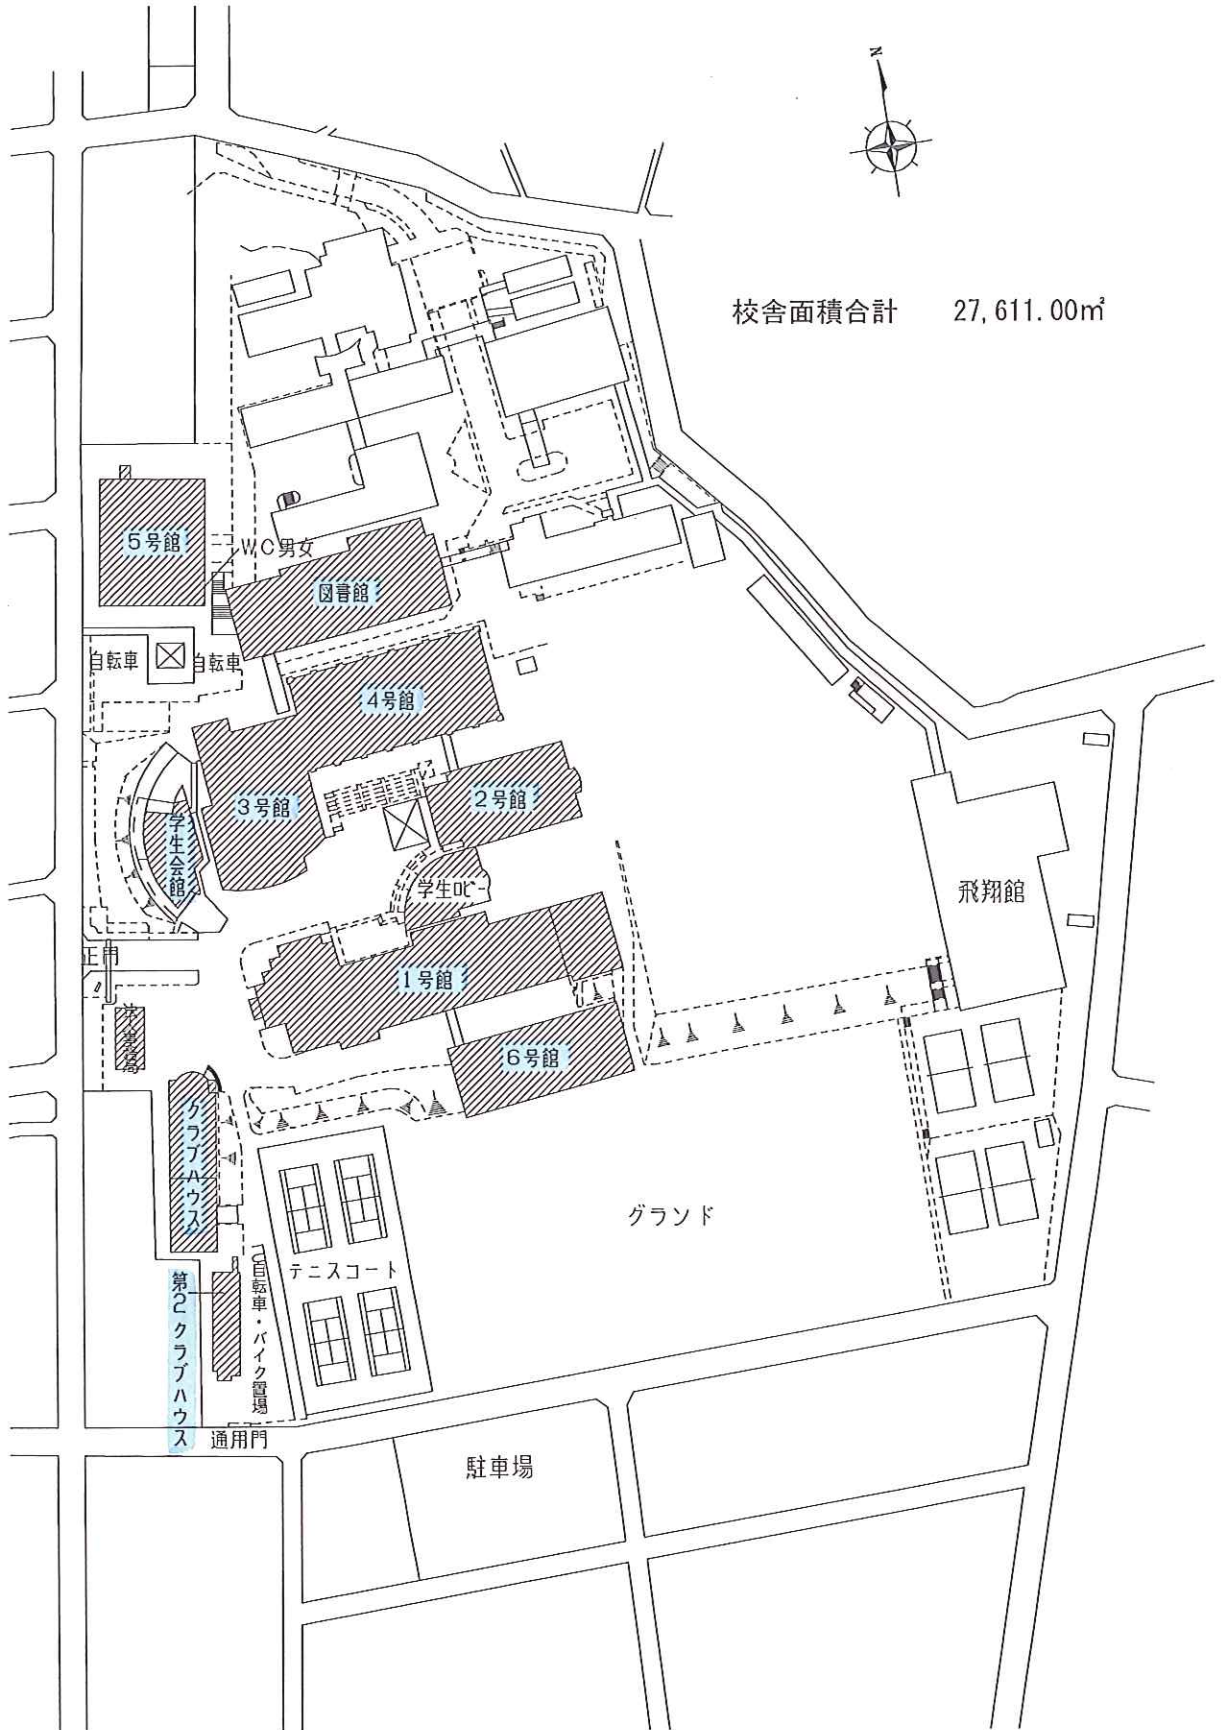 N
校舎面積合計 27,611.00㎡
5号館
WC男女
図書館
自転車
自転車
4号館
3号館
2号館
学生会館
学生ロビー
飛翔館
正門
1号館
6号館
クラブハウス
グランド
テニスコート
自転車・バイク置場
第2クラブハウス
通用門
駐車場